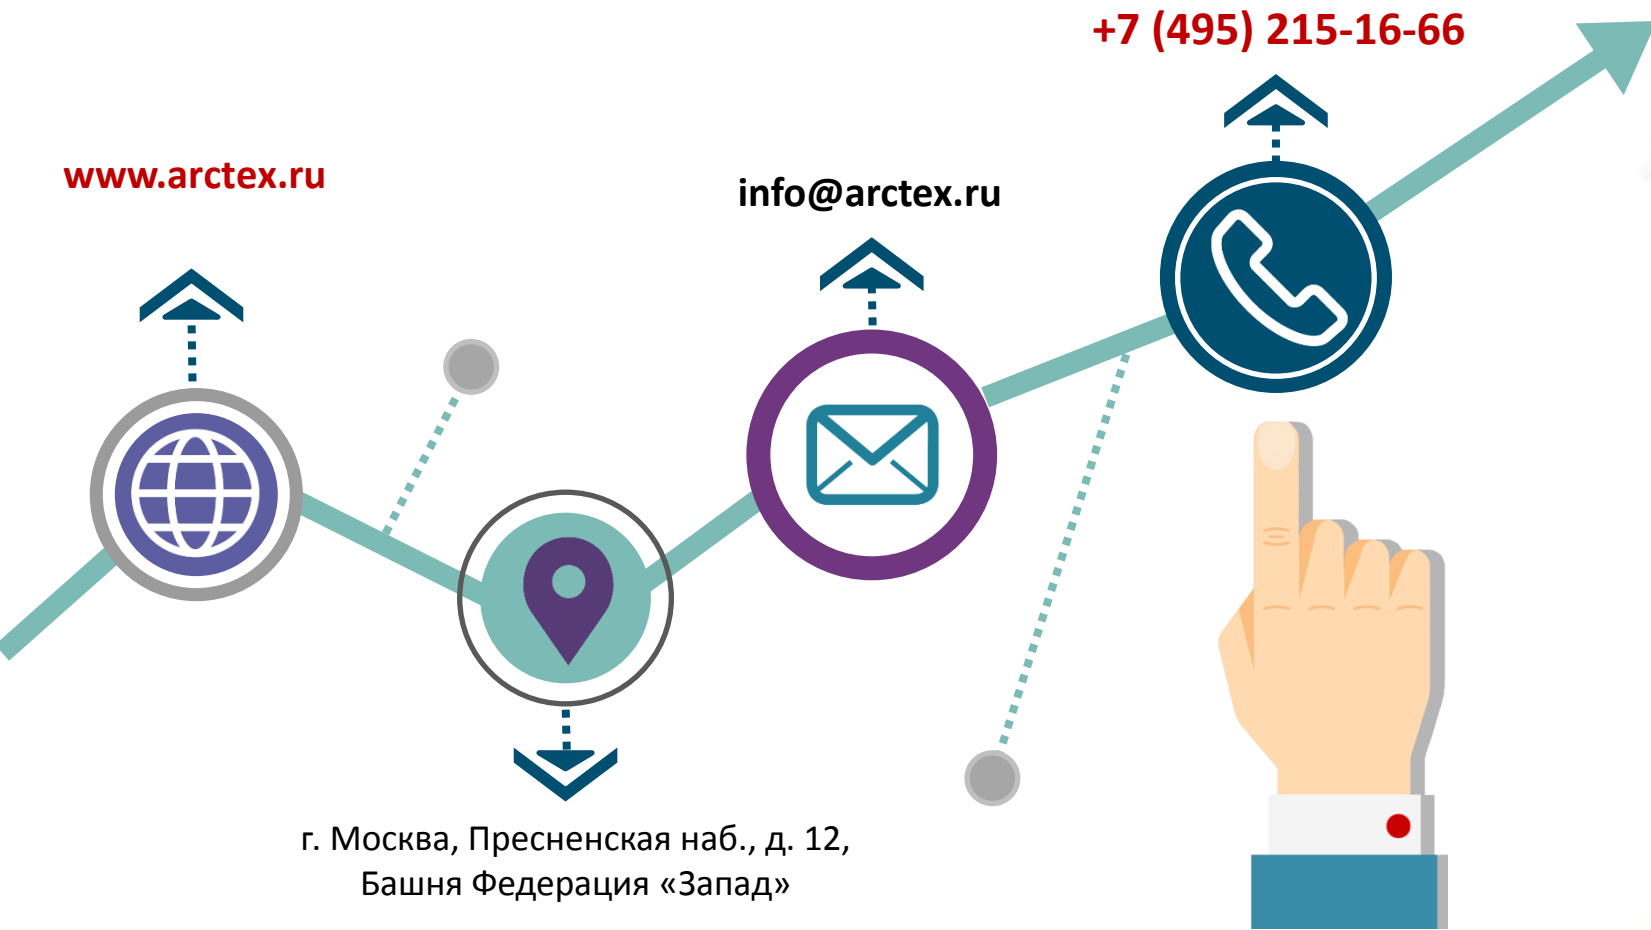 +7 (495) 215-16-66
www.arctex.ru
info@arctex.ru
г. Москва, Пресненская наб., д. 12,
Башня Федерация «Запад»